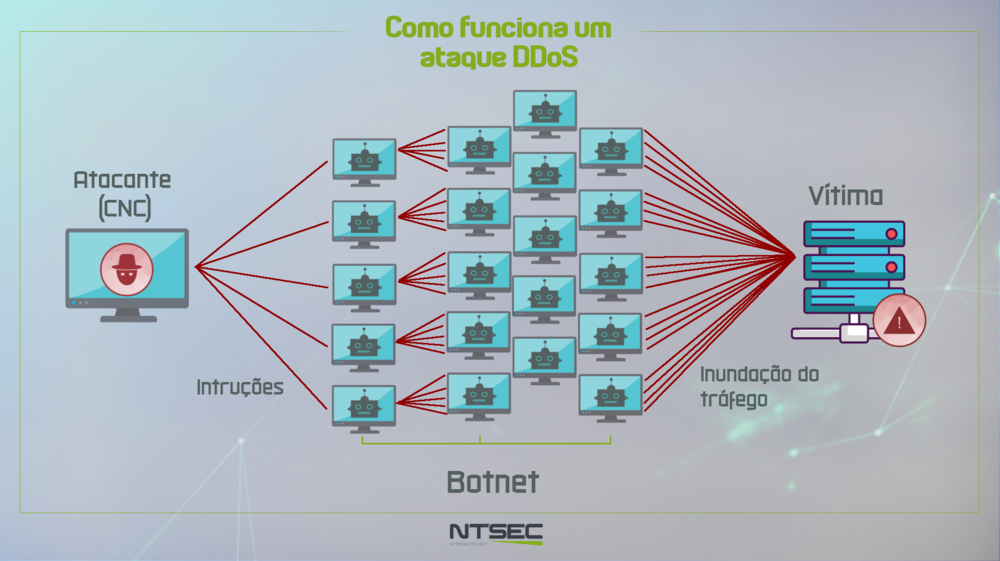 Como funciona um
ataque DDoS
Atacante
(CNC)
Vítima
Intruções
Inundação do
tráfego
Botnet
NTSEC
NETWORK SECURITY